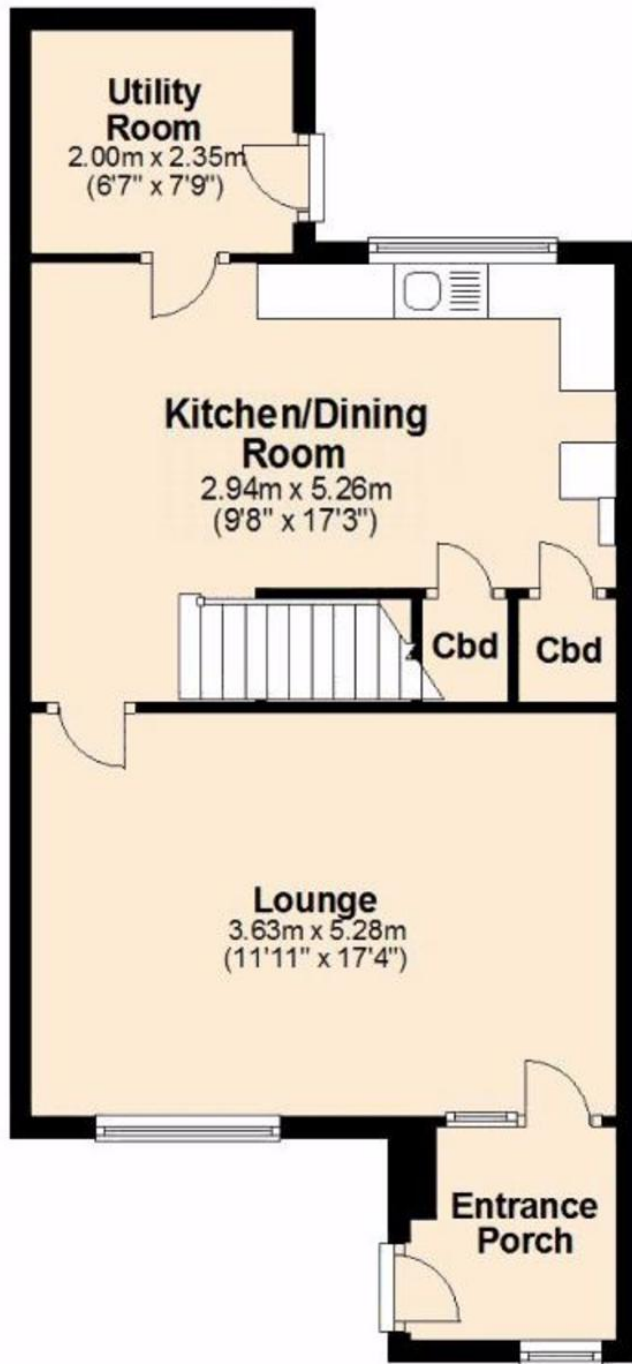 Utility
Room
2.00m x 2.35m
(6'7" x 7'9")
Kitchen/Dining
Room
2.94m x 5.26m
(9'8" x 17'3")
Cbd
Cbd
Lounge
3.63m x 5.28m
(11'11" x 17'4")
Entrance
Porch